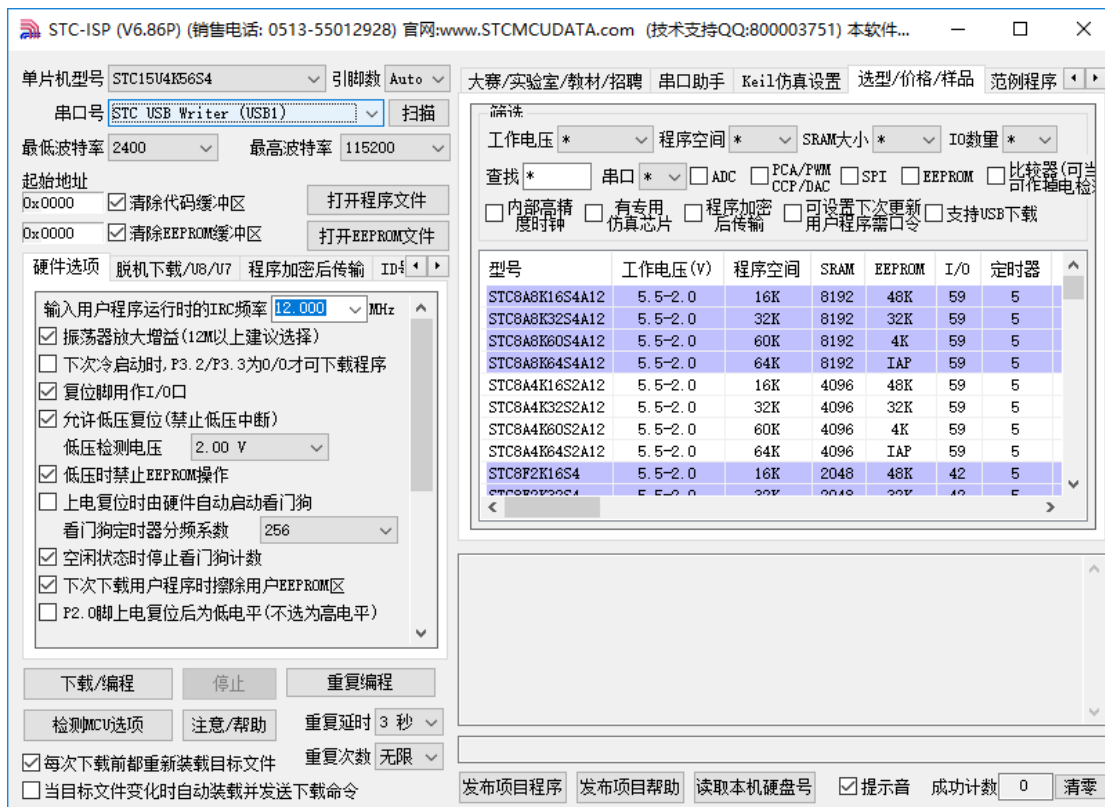 STC-ISP (V6.86P) (销售电话: 0513-55012928) 官网:www.STCMCUDATA.com (技术支持QQ:800003751) 本软件...
单片机型号 STC15U4K56S4 引脚数 Auto
串口号 STC USB Writer (USB1) 扫描
最低波特率 2400 最高波特率 115200
起始地址
0x0000 清除代码缓冲区 打开程序文件
0x0000 清除EEPROM缓冲区 打开EEPROM文件
硬件选项 脱机下载/U8/U7 程序加密后传输
输入用户程序运行时的IRC频率 12.000 MHz
振荡器放大增益(12M以上建议选择)
下次冷启动时,P3.2/P3.3为0/0才可下载程序
复位脚用作I/O口
允许低压复位(禁止低压中断)
低压检测电压 2.00 V
低压时禁止EEPROM操作
上电复位时由硬件自动启动看门狗
看门狗定时器分频系数 256
空闲状态时停止看门狗计数
下次下载用户程序时擦除用户EEPROM区
P2.0脚上电复位后为低电平(不选为高电平)
下载/编程 停止 重复编程
检测MCU选项 注意/帮助 重复延时 3 秒
每次下载前都重新装载目标文件 重复次数 无限
当目标文件变化时自动装载并发送下载命令
大赛/实验室/教材/招聘 串口助手 Keil仿真设置 选型/价格/样品 范例程序
筛选
工作电压 * 程序空间 * SRAM大小 * IO数量 *
查找 * 串口 * ADC PCA/PWM CCP/DAC SPI EEPROM 比较器(可当 可作掉电检测
内部高精度时钟 有专用仿真芯片 程序加密后传输 可设置下次更新用户程序需口令 支持USB下载
型号 工作电压(V) 程序空间 SRAM EEPROM I/O 定时器
STC8A8K16S4A12 5.5-2.0 16K 8192 48K 59 5
STC8A8K32S4A12 5.5-2.0 32K 8192 32K 59 5
STC8A8K60S4A12 5.5-2.0 60K 8192 4K 59 5
STC8A8K64S4A12 5.5-2.0 64K 8192 IAP 59 5
STC8A4K16S2A12 5.5-2.0 16K 4096 48K 59 5
STC8A4K32S2A12 5.5-2.0 32K 4096 32K 59 5
STC8A4K60S2A12 5.5-2.0 60K 4096 4K 59 5
STC8A4K64S2A12 5.5-2.0 64K 4096 IAP 59 5
STC8F2K16S4 5.5-2.0 16K 2048 48K 42 5
STC8F2K32S4 5.5-2.0 32K 2048 32K 42 5
发布项目程序 发布项目帮助 读取本机硬盘号 提示音 成功计数 0 清零